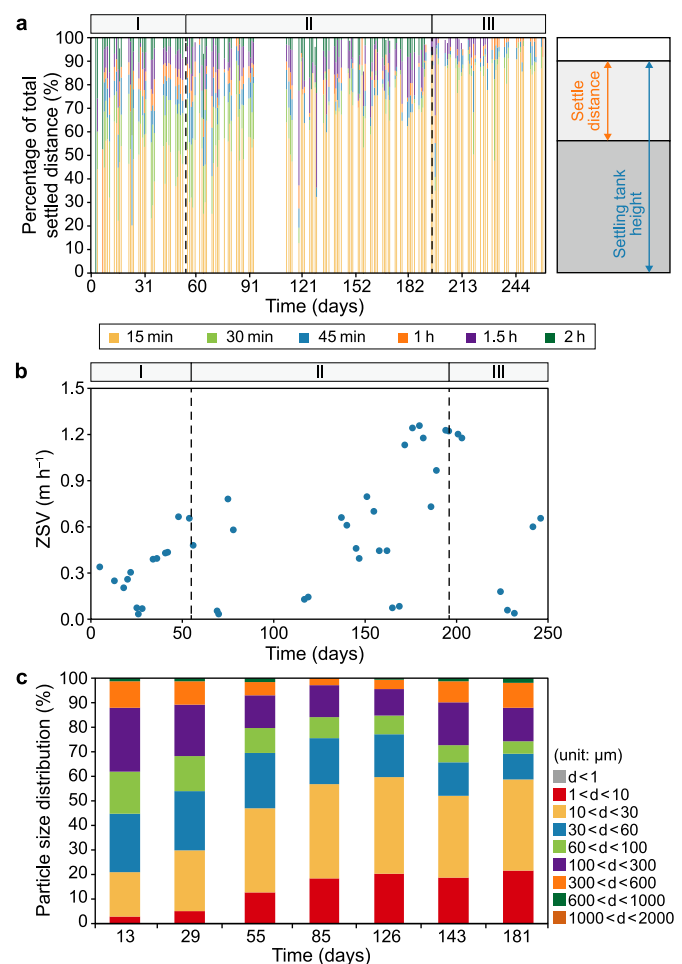 a
I II III
Percentage of total
settled distance (%)
100
90
80
70
60
50
40
30
20
10
0
0 31 60 91 121 152 182 213 244
Time (days)
Settle
distance
Settling tank
height
15 min 30 min 45 min 1 h 1.5 h 2 h
b
I II III
ZSV (m h⁻¹)
1.5
1.2
0.9
0.6
0.3
0.0
0 50 100 150 200 250
Time (days)
c
Particle size distribution (%)
100
90
80
70
60
50
40
30
20
10
0
13 29 55 85 126 143 181
Time (days)
(unit: μm)
d<1
1<d<10
10<d<30
30<d<60
60<d<100
100<d<300
300<d<600
600<d<1000
1000<d<2000